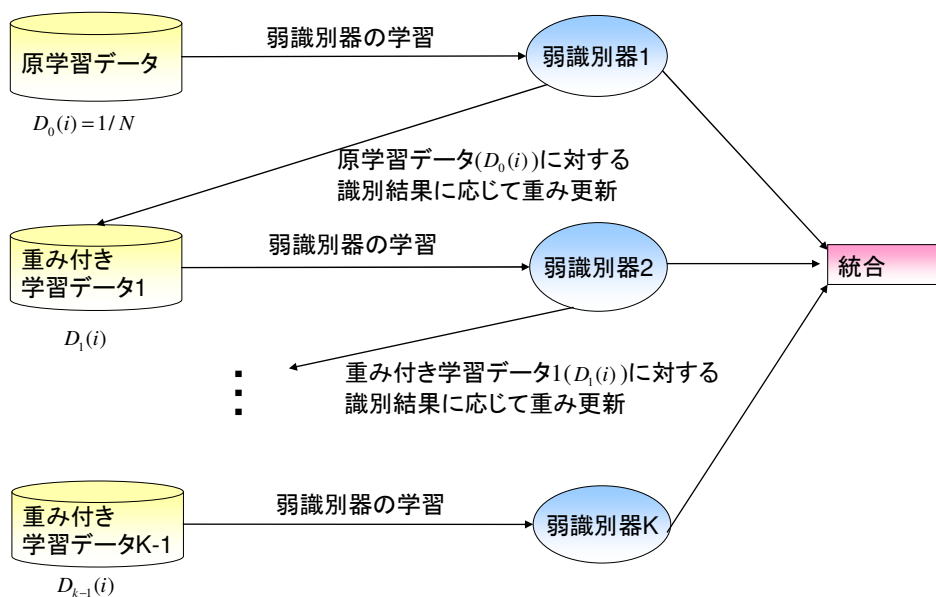 弱識別器の学習
原学習データ
弱識別器1
D_0(i)=1/N
原学習データ(D_0(i))に対する
識別結果に応じて重み更新
弱識別器の学習
重み付き
学習データ1
弱識別器2
統合
D_1(i)
重み付き学習データ1(D_1(i))に対する
識別結果に応じて重み更新
弱識別器の学習
重み付き
学習データK-1
弱識別器K
D_{k-1}(i)